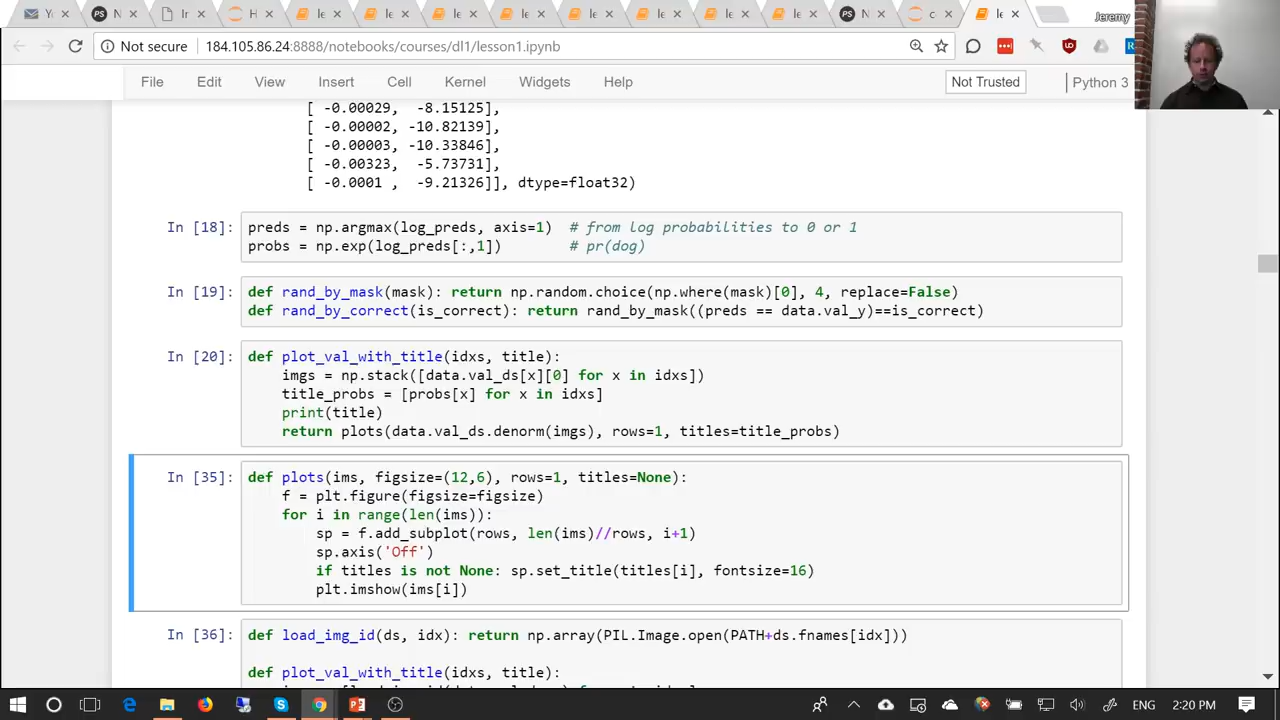 Jeremy
Not secure | 184.105.86.24:8888/notebooks/courses/dl1/lesson1.ipynb
File Edit View Insert Cell Kernel Widgets Help Not Trusted Python 3
[ -0.00029, -8.15125],
[ -0.00002, -10.82139],
[ -0.00003, -10.33846],
[ -0.00323, -5.73731],
[ -0.0001 , -9.21326]], dtype=float32)
In [18]: preds = np.argmax(log_preds, axis=1) # from log probabilities to 0 or 1
probs = np.exp(log_preds[:,1]) # pr(dog)
In [19]: def rand_by_mask(mask): return np.random.choice(np.where(mask)[0], 4, replace=False)
def rand_by_correct(is_correct): return rand_by_mask((preds == data.val_y)==is_correct)
In [20]: def plot_val_with_title(idxs, title):
imgs = np.stack([data.val_ds[x][0] for x in idxs])
title_probs = [probs[x] for x in idxs]
print(title)
return plots(data.val_ds.denorm(imgs), rows=1, titles=title_probs)
In [35]: def plots(ims, figsize=(12,6), rows=1, titles=None):
f = plt.figure(figsize=figsize)
for i in range(len(ims)):
sp = f.add_subplot(rows, len(ims)//rows, i+1)
sp.axis('Off')
if titles is not None: sp.set_title(titles[i], fontsize=16)
plt.imshow(ims[i])
In [36]: def load_img_id(ds, idx): return np.array(PIL.Image.open(PATH+ds.fnames[idx]))
def plot_val_with_title(idxs, title):
ENG 2:20 PM